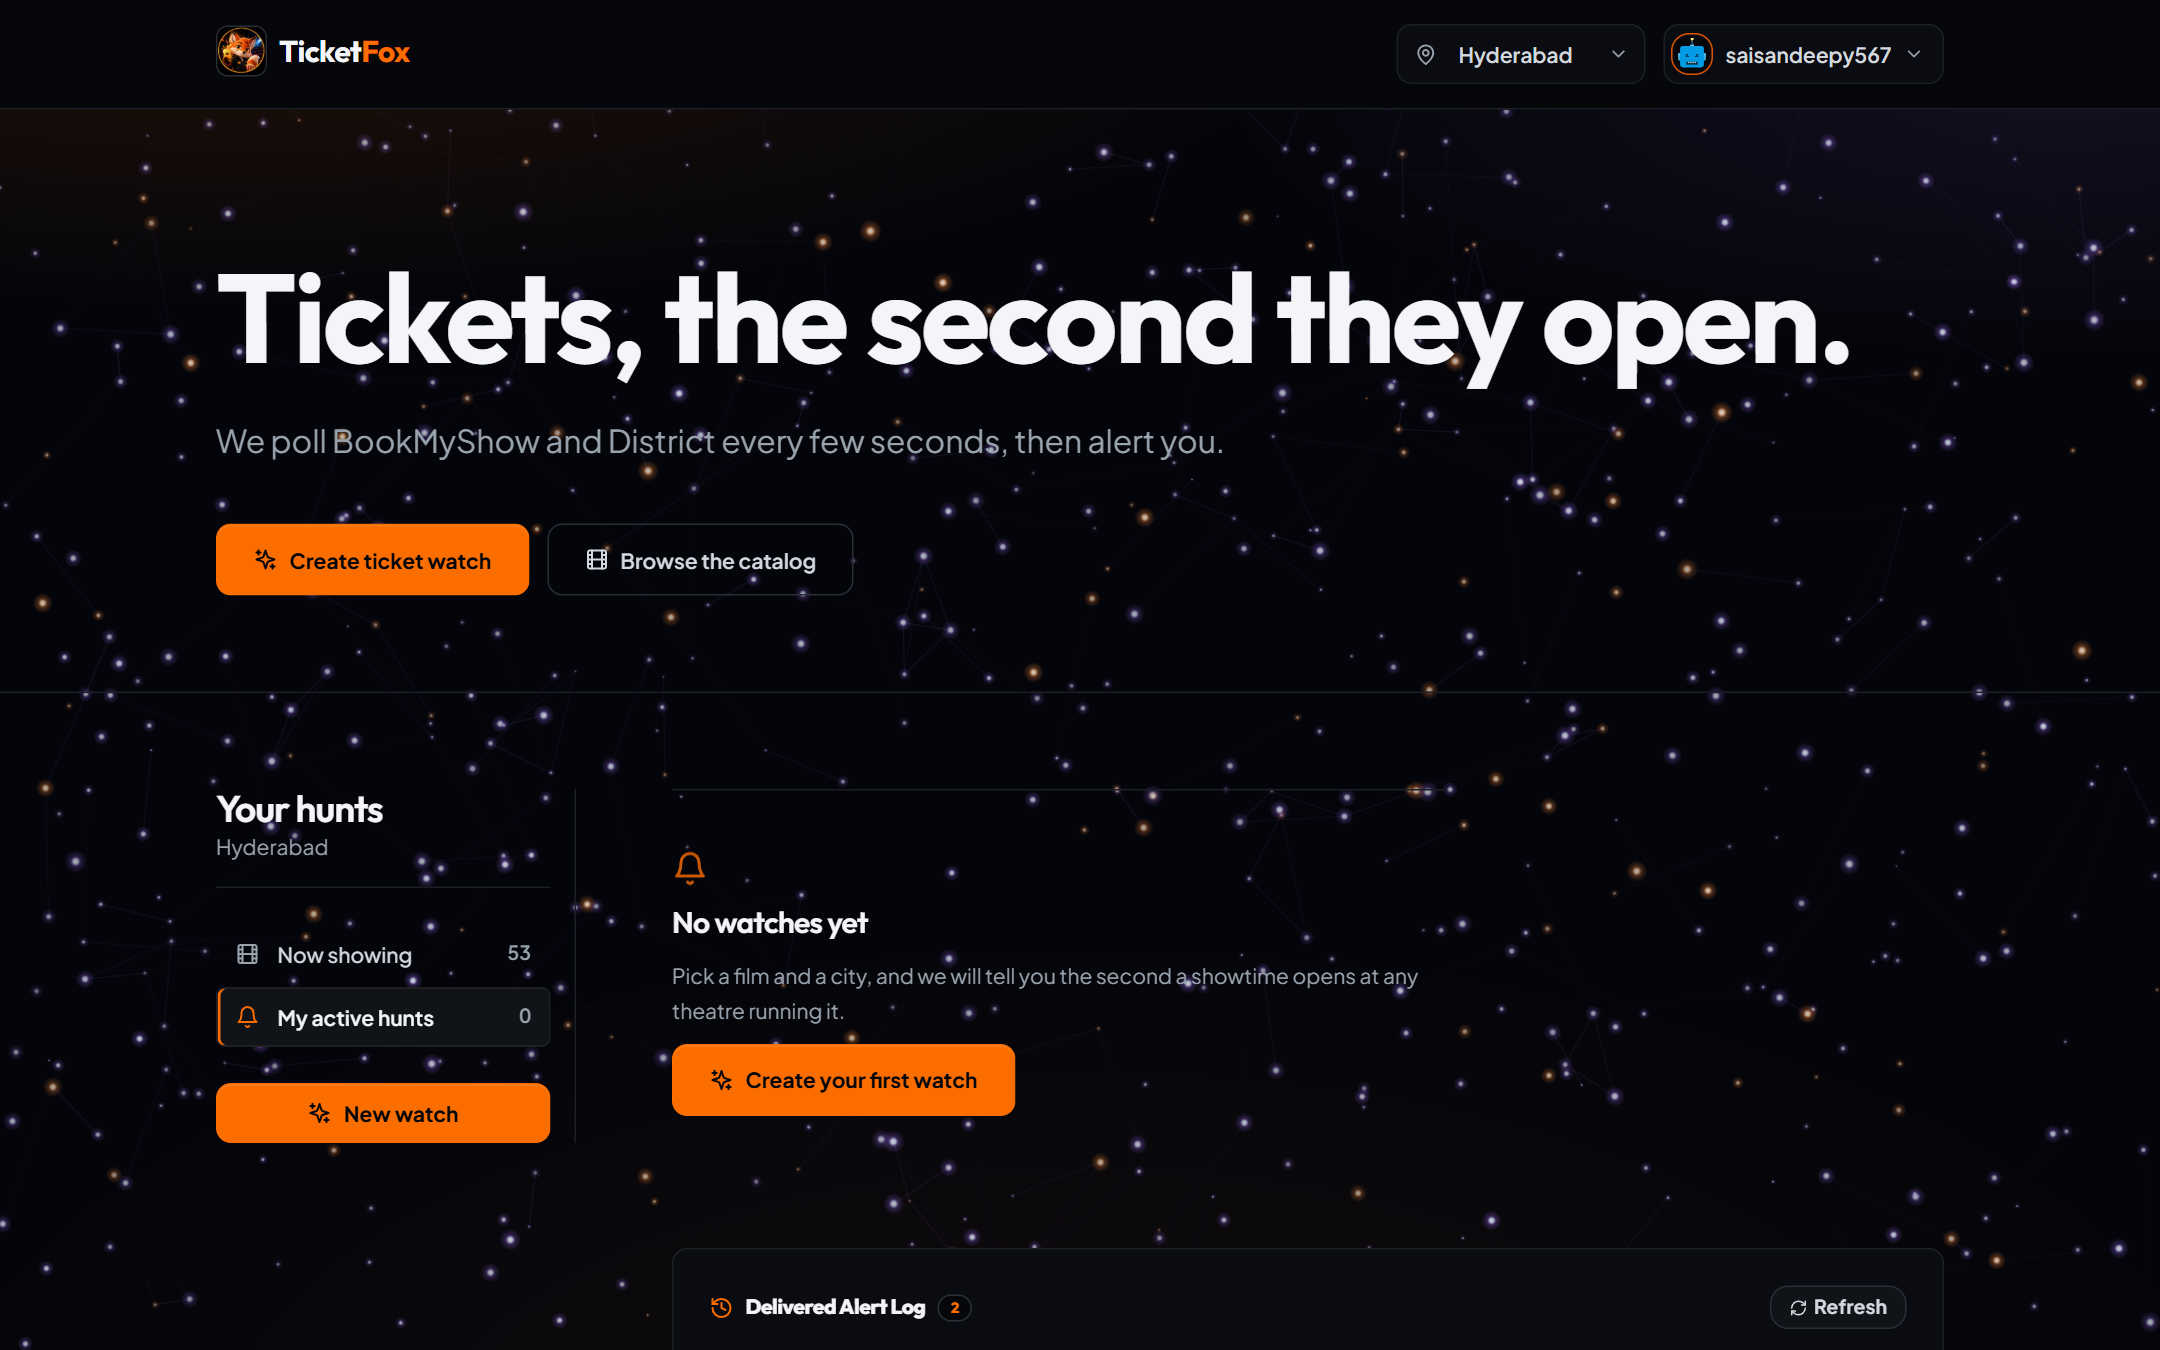 TicketFox
Hyderabad
saisandeepy567
Tickets, the second they open.
We poll BookMyShow and District every few seconds, then alert you.
Create ticket watch
Browse the catalog
Your hunts
Hyderabad
Now showing 53
My active hunts 0
New watch
No watches yet
Pick a film and a city, and we will tell you the second a showtime opens at any
theatre running it.
Create your first watch
Delivered Alert Log 2
Refresh